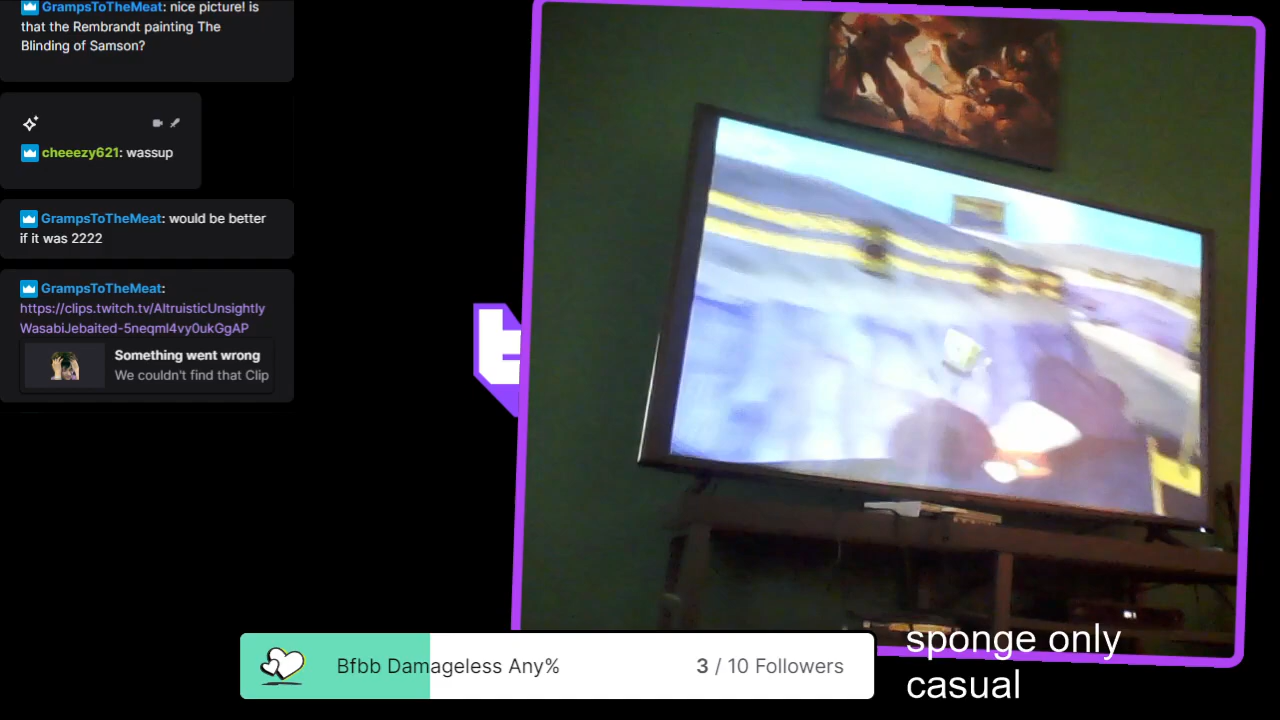 GrampsToTheMeat: nice picture! is
that the Rembrandt painting The
Blinding of Samson?
cheeezy621: wassup
GrampsToTheMeat: would be better
if it was 2222
GrampsToTheMeat:
https://clips.twitch.tv/AltruisticUnsightly
WasabiJebaited-5neqml4vy0ukGgAP
Something went wrong
We couldn't find that Clip
Bfbb Damageless Any%
3 / 10 Followers
sponge only
casual